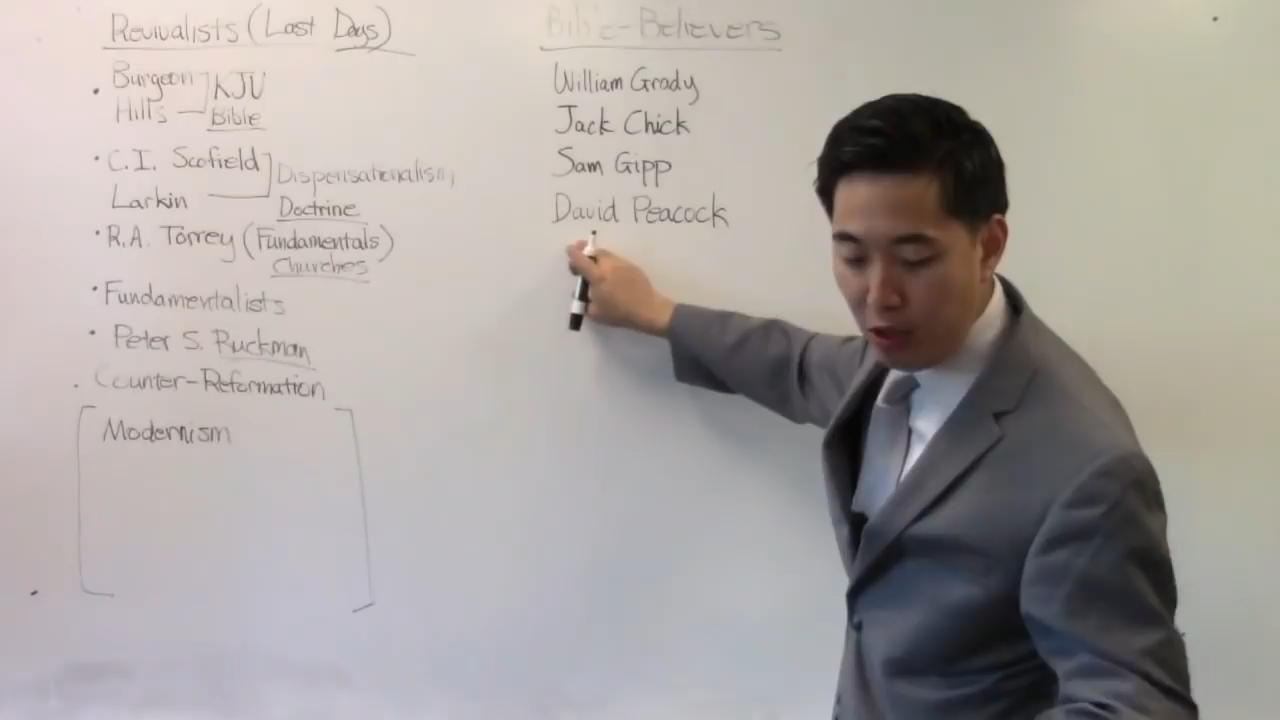 Revivalists (Last Days)
• Burgeon
Hills
KJV
Bible
• C.I. Scofield
Larkin
Dispensationalism,
Doctrine
• R.A. Torrey (Fundamentals)
Churches
• Fundamentalists
• Peter S. Ruckman
. Counter-Reformation
[Modernism]
Bible-Believers
William Grady
Jack Chick
Sam Gipp
David Peacock